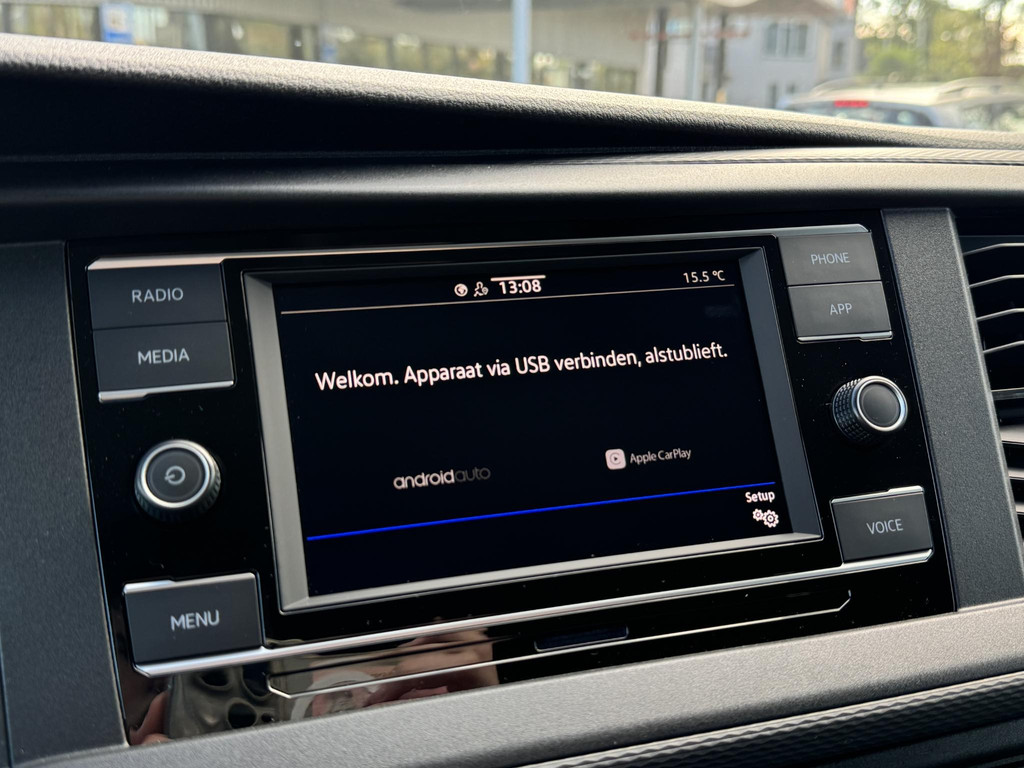 RADIO
MEDIA
MENU
13:08
15.5 °C
Welkom. Apparaat via USB verbinden, alstublieft.
androidauto
Apple CarPlay
Setup
PHONE
APP
VOICE